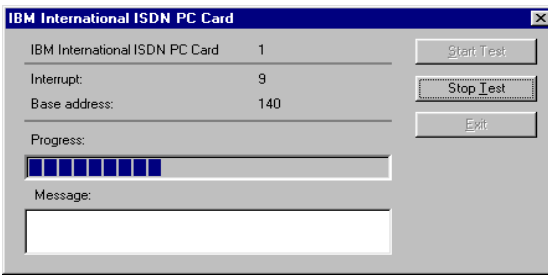 IBM International ISDN PC Card
IBM International ISDN PC Card 1
Start Test
Interrupt: 9
Stop Test
Base address: 140
Exit
Progress:
Message: